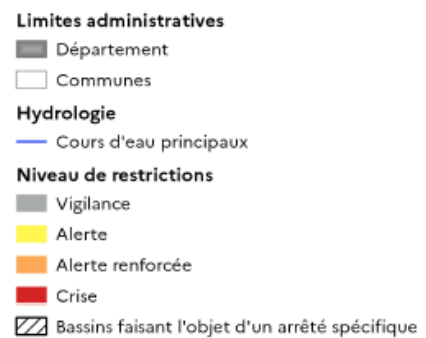 Limites administratives
Département
Communes
Hydrologie
Cours d'eau principaux
Niveau de restrictions
Vigilance
Alerte
Alerte renforcée
Crise
Bassins faisant l'objet d'un arrêté spécifique